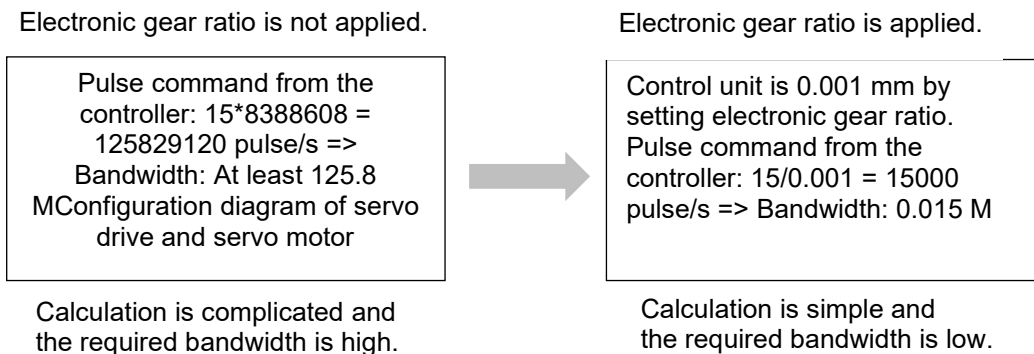 Electronic gear ratio is not applied.
Pulse command from the
controller: 15*8388608 =
125829120 pulse/s =>
Bandwidth: At least 125.8
MConfiguration diagram of servo
drive and servo motor
Calculation is complicated and
the required bandwidth is high.
Electronic gear ratio is applied.
Control unit is 0.001 mm by
setting electronic gear ratio.
Pulse command from the
controller: 15/0.001 = 15000
pulse/s => Bandwidth: 0.015 M
Calculation is simple and
the required bandwidth is low.